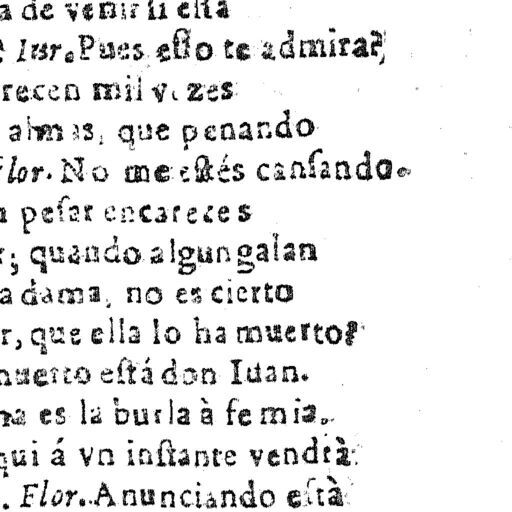 a de venir si esta
? Iur. Pues esso te admira?
recen mil vezes
almas, que penando
Flor. No me estés cansando.
pesar encareces
; quando algun galan
a dama, no es cierto
r, que ella lo ha muerto?
muerto está don Iuan.
na es la burla à fe mia.
qui á vn instante vendrà
. Flor. Anunciando està